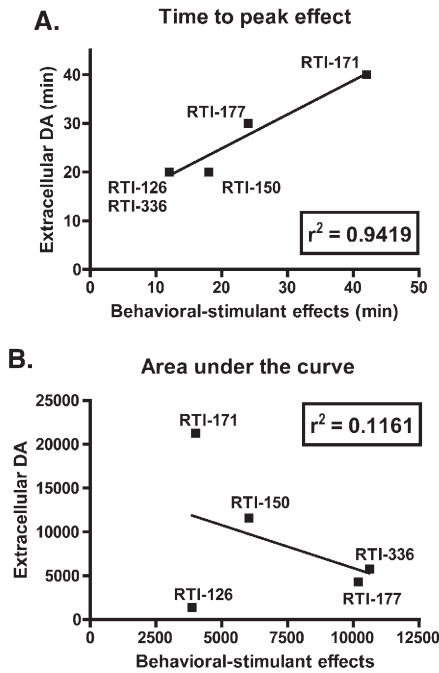 A.
Time to peak effect
Extracellular DA (min)
40
30
20
10
0
RTI-171
RTI-177
RTI-126
RTI-336
RTI-150
r² = 0.9419
0 10 20 30 40 50
Behavioral-stimulant effects (min)
B.
Area under the curve
Extracellular DA
25000
20000
15000
10000
5000
0
RTI-171
r² = 0.1161
RTI-150
RTI-336
RTI-177
RTI-126
0 2500 5000 7500 10000 12500
Behavioral-stimulant effects